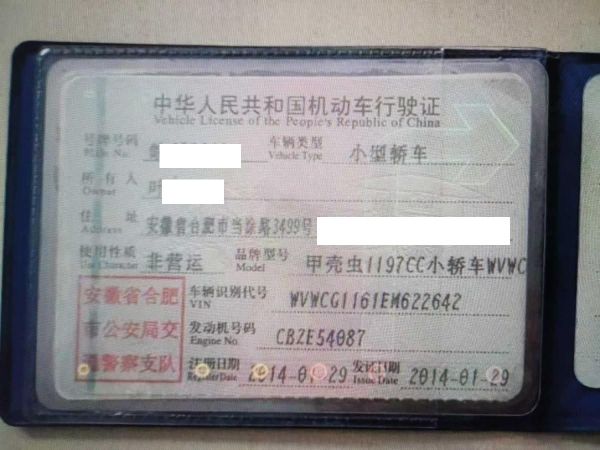 中华人民共和国机动车行驶证
Vehicle License of the People's Republic of China
号牌号码 车辆类型 小型轿车
Plate No. Vehicle Type
所有人
Owner
住址 安徽省合肥市当涂路3499号
Address
使用性质 非营运 品牌型号 甲壳虫1197CC小轿车WVWC
Use Character Model
安徽省合肥 车辆识别代号 WVWCG1161EM622642
VIN
市公安局交 发动机号码 CBZE54087
Engine No.
通警察支队 注册日期 2014-01-29 发证日期 2014-01-29
Register Date Issue Date